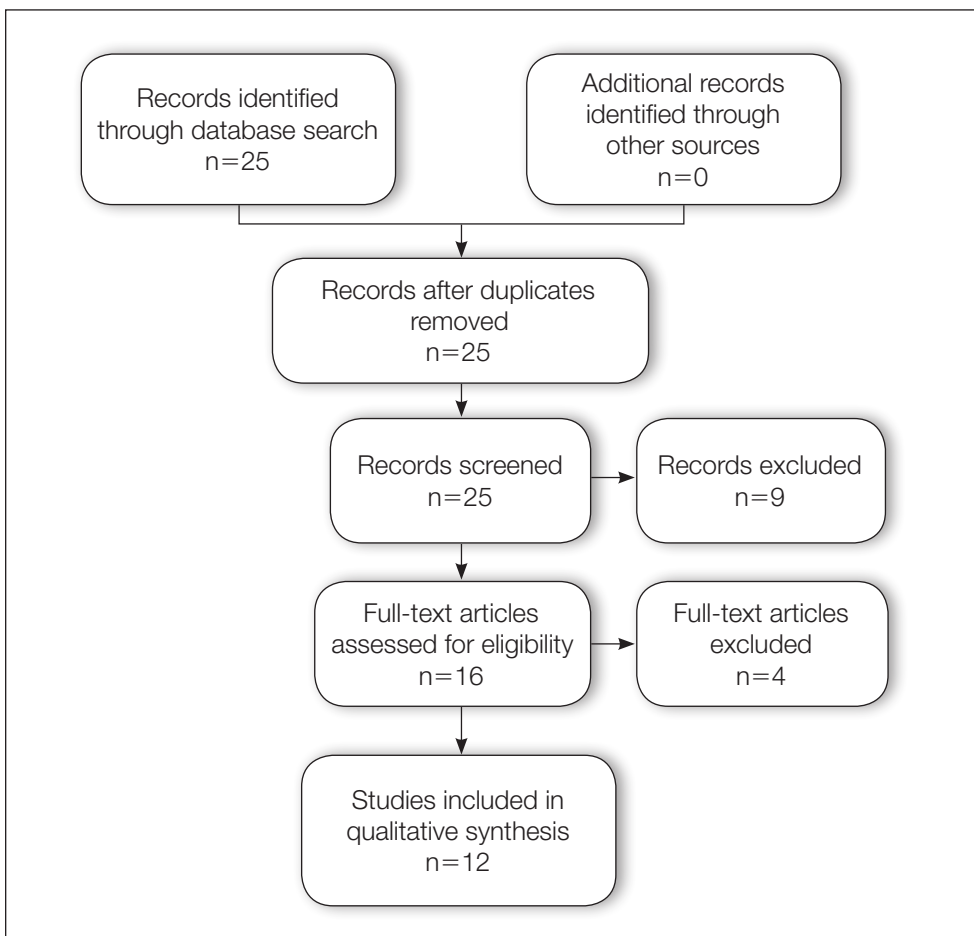 Records identified
through database search
n=25
Additional records
identified through
other sources
n=0
Records after duplicates
removed
n=25
Records screened
n=25
Records excluded
n=9
Full-text articles
assessed for eligibility
n=16
Full-text articles
excluded
n=4
Studies included in
qualitative synthesis
n=12